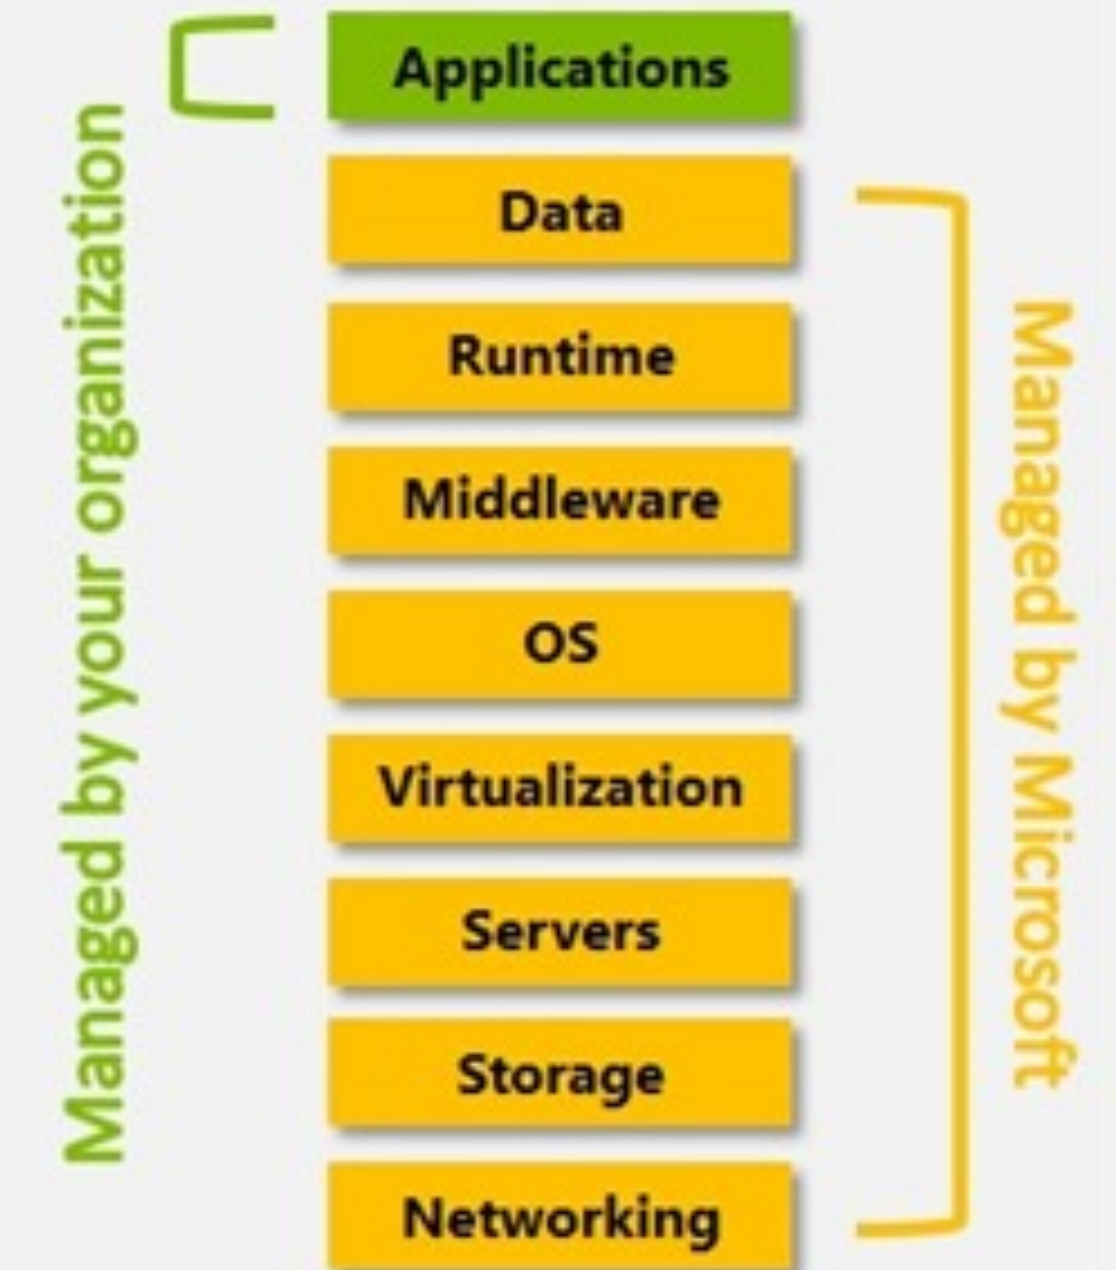 Managed by your organization
Applications
Data
Runtime
Middleware
OS
Virtualization
Servers
Storage
Networking
Managed by Microsoft